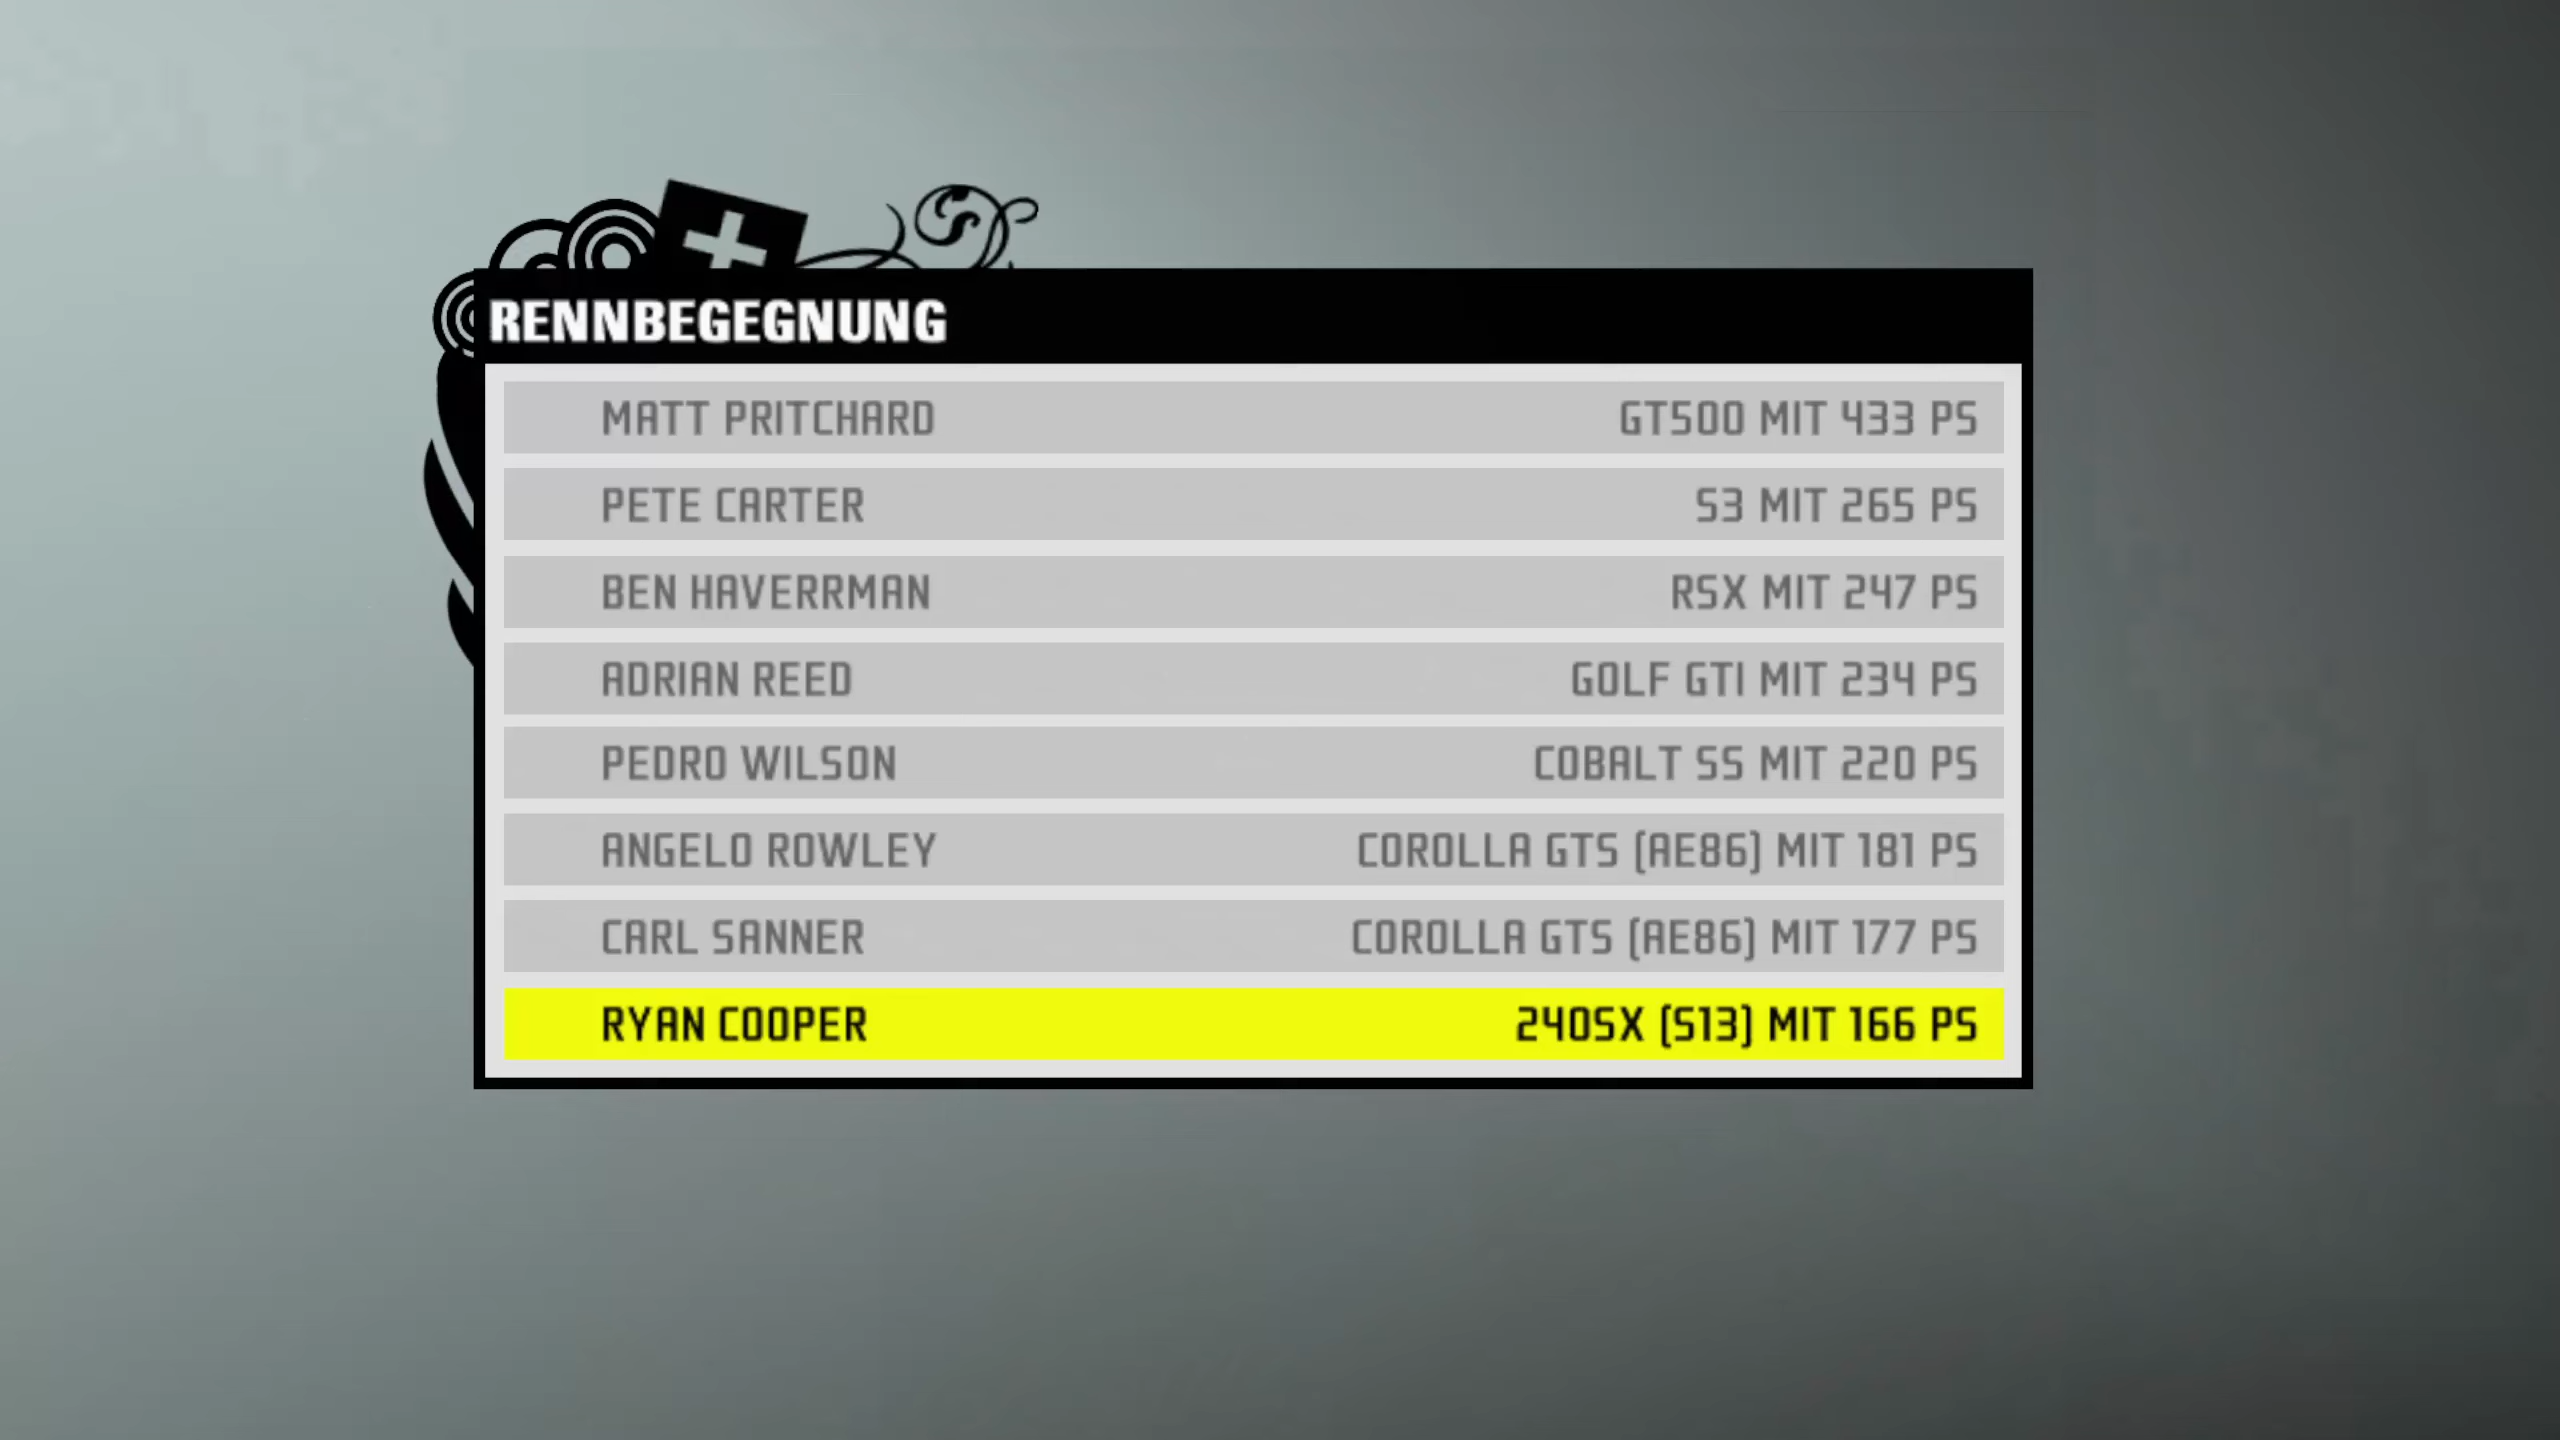 RENNBEGEGNUNG
MATT PRITCHARD GT500 MIT 433 PS
PETE CARTER S3 MIT 265 PS
BEN HAVERRMAN RSX MIT 247 PS
ADRIAN REED GOLF GTI MIT 234 PS
PEDRO WILSON COBALT SS MIT 220 PS
ANGELO ROWLEY COROLLA GTS (AE86) MIT 181 PS
CARL SANNER COROLLA GTS (AE86) MIT 177 PS
RYAN COOPER 240SX (S13) MIT 166 PS